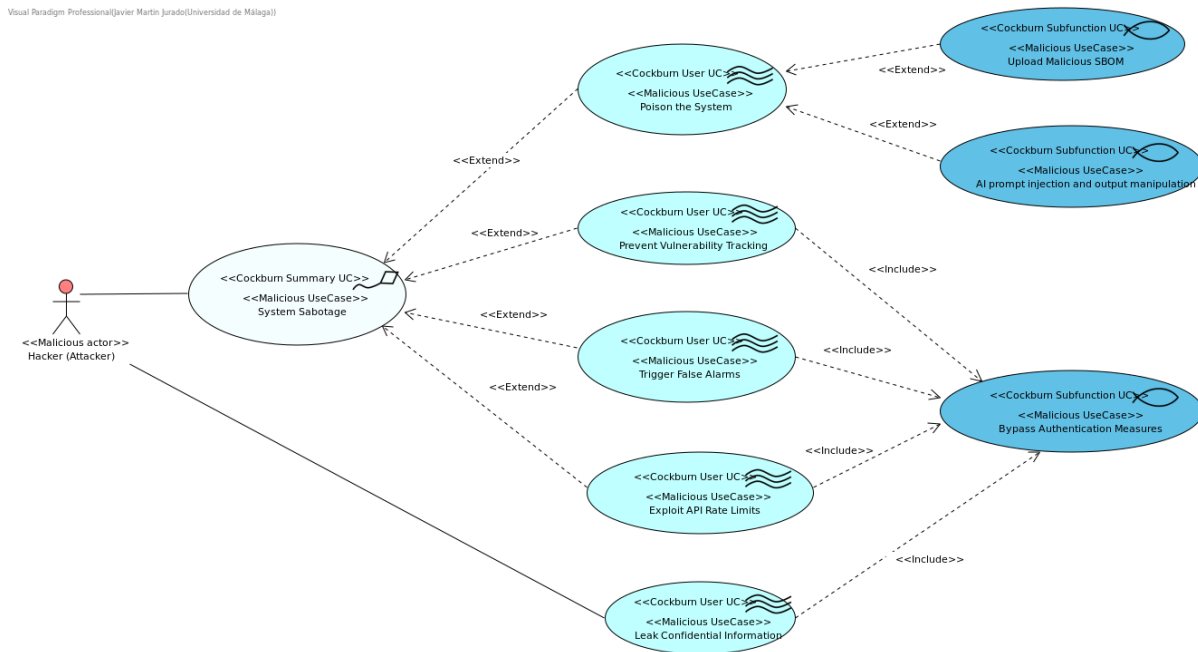 Visual Paradigm Professional(Javier Martín Jurado(Universidad de Málaga))
<<Cockburn Subfunction UC>>
<<Malicious UseCase>>
Upload Malicious SBOM
<<Extend>>
<<Cockburn User UC>>
<<Malicious UseCase>>
Poison the System
<<Extend>>
<<Cockburn Subfunction UC>>
<<Malicious UseCase>>
AI prompt injection and output manipulation
<<Extend>>
<<Cockburn User UC>>
<<Malicious UseCase>>
Prevent Vulnerability Tracking
<<Extend>>
<<Include>>
<<Cockburn Summary UC>>
<<Malicious UseCase>>
System Sabotage
<<Malicious actor>>
Hacker (Attacker)
<<Extend>>
<<Cockburn User UC>>
<<Malicious UseCase>>
Trigger False Alarms
<<Include>>
<<Extend>>
<<Cockburn Subfunction UC>>
<<Malicious UseCase>>
Bypass Authentication Measures
<<Include>>
<<Cockburn User UC>>
<<Malicious UseCase>>
Exploit API Rate Limits
<<Include>>
<<Cockburn User UC>>
<<Malicious UseCase>>
Leak Confidential Information